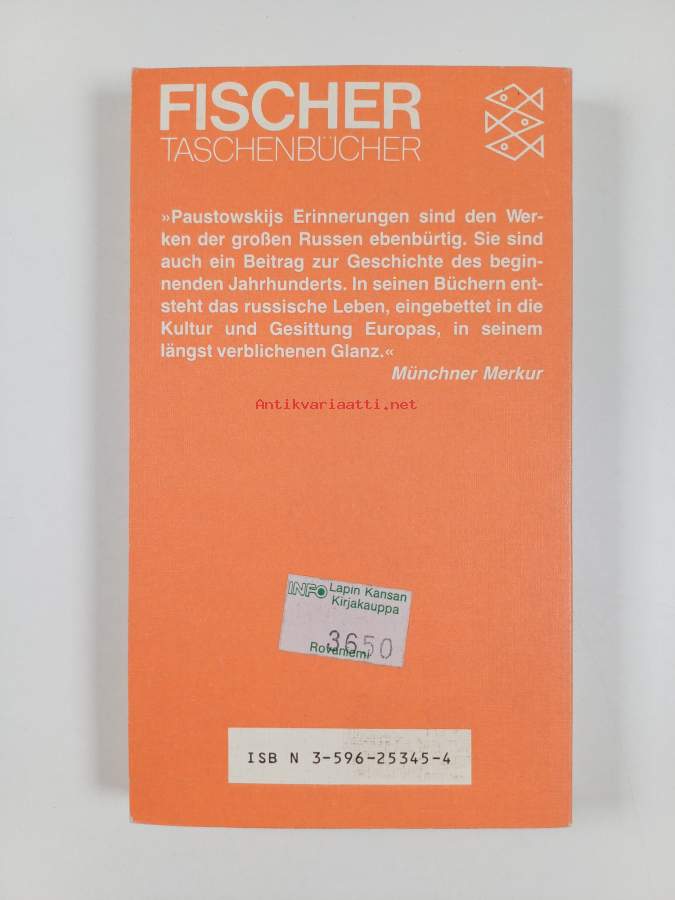 FISCHER
TASCHENBÜCHER
»Paustowskijs Erinnerungen sind den Wer-
ken der großen Russen ebenbürtig. Sie sind
auch ein Beitrag zur Geschichte des begin-
nenden Jahrhunderts. In seinen Büchern ent-
steht das russische Leben, eingebettet in die
Kultur und Gesittung Europas, in seinem
längst verblichenen Glanz.«
Münchner Merkur
Antikvariaatti.net
INFO Lapin Kansan
Kirjakauppa
3650
Rovaniemi
ISB N 3-596-25345-4